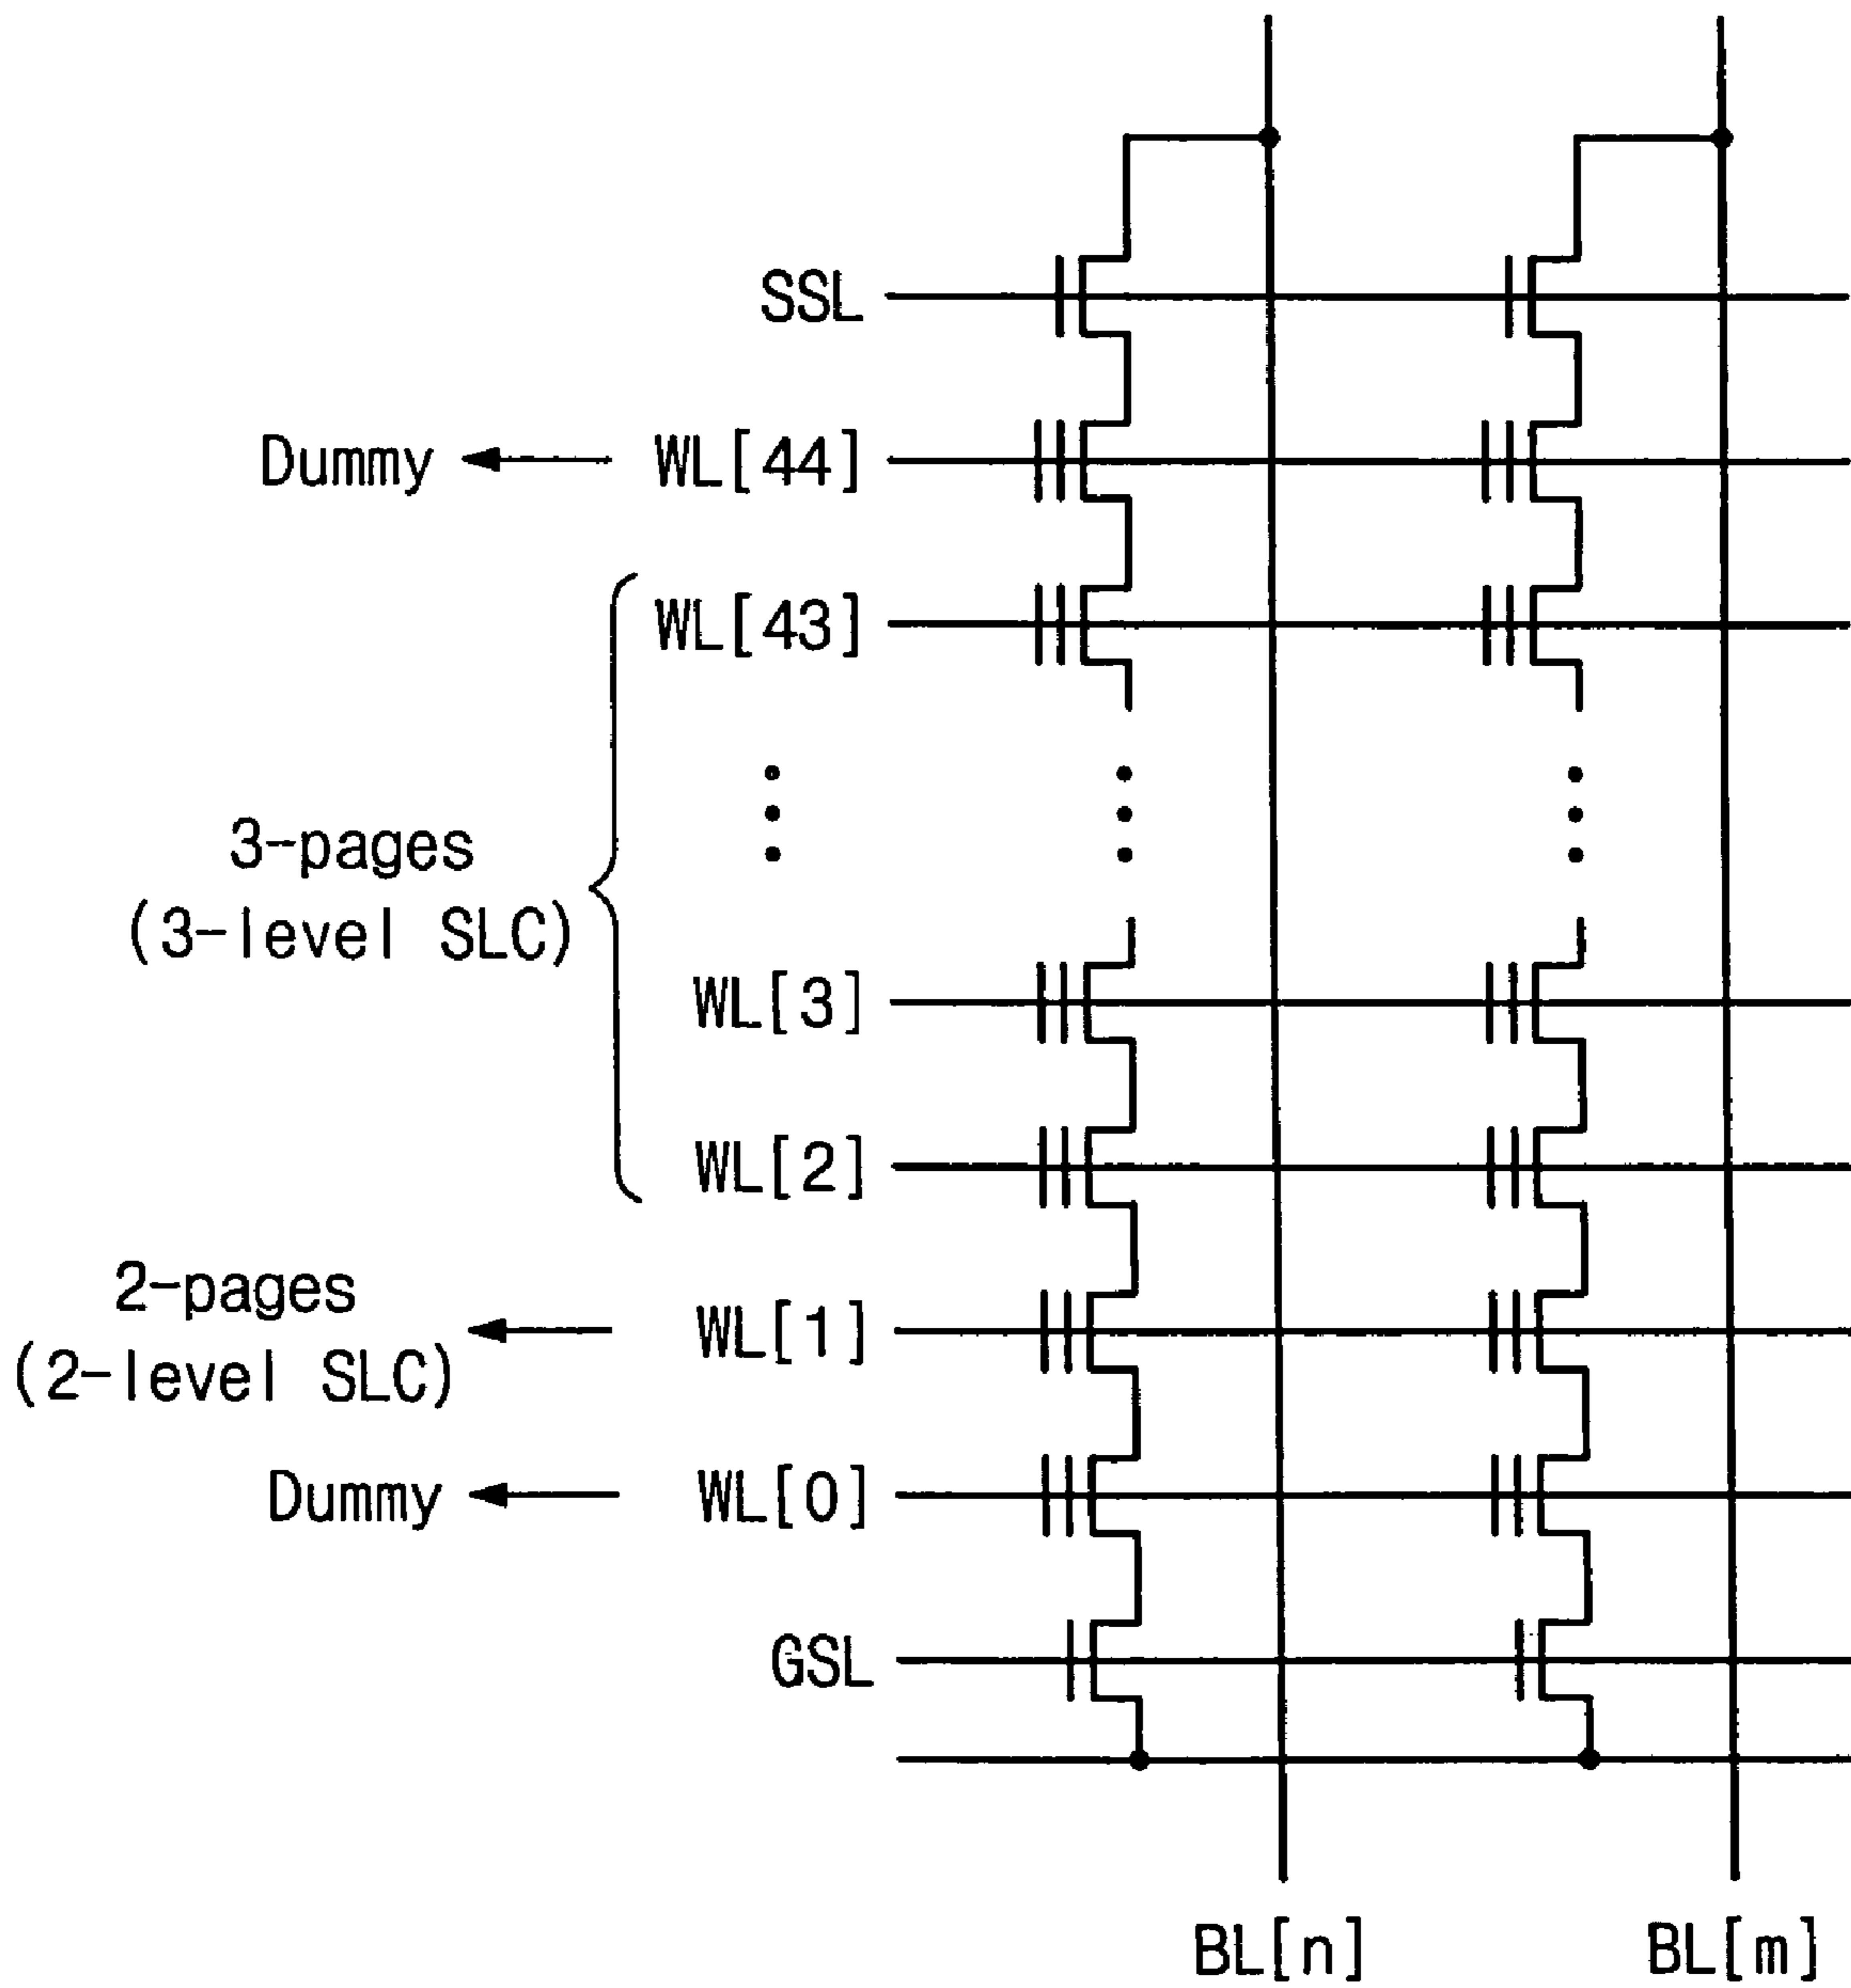 SSL
Dummy WL[44]
WL[43]
3-pages
(3-level SLC)
WL[3]
WL[2]
2-pages
(2-level SLC)
WL[1]
Dummy WL[0]
GSL
BL[n] BL[m]